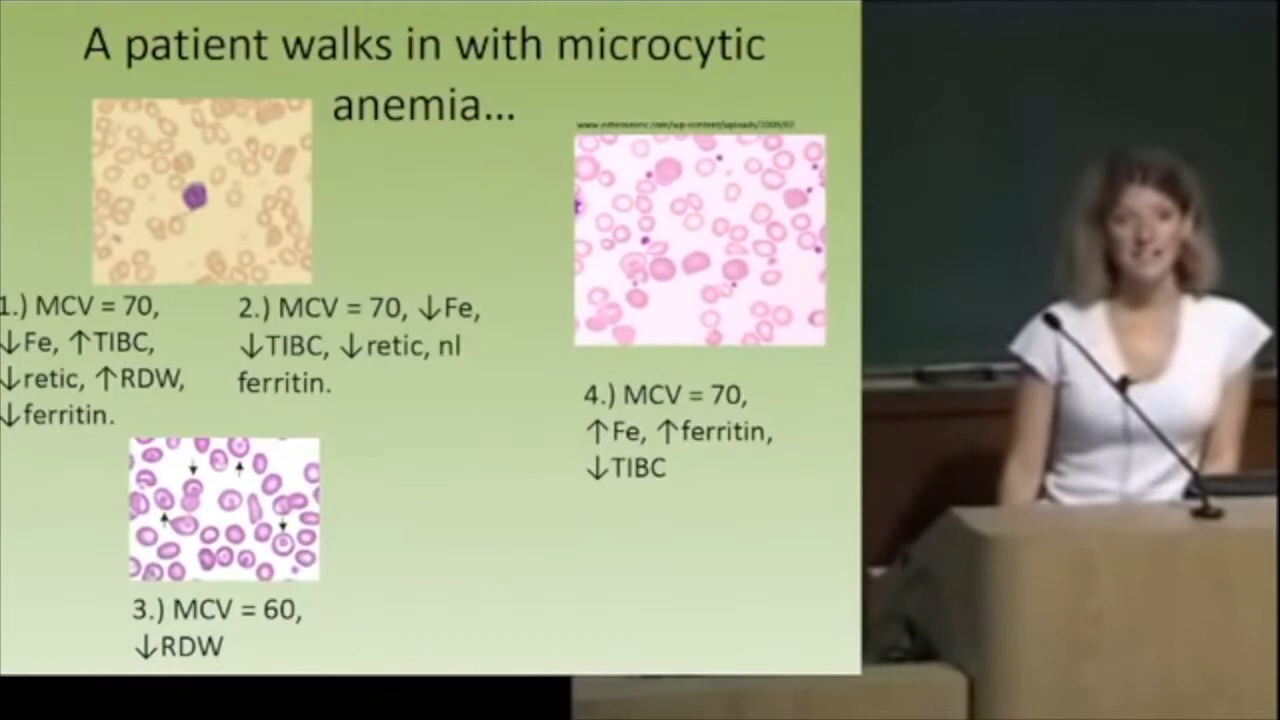 A patient walks in with microcytic
anemia...
1.) MCV = 70,
↓Fe, ↑TIBC,
↓retic, ↑RDW,
↓ferritin.
2.) MCV = 70, ↓Fe,
↓TIBC, ↓retic, nl
ferritin.
4.) MCV = 70,
↑Fe, ↑ferritin,
↓TIBC
3.) MCV = 60,
↓RDW